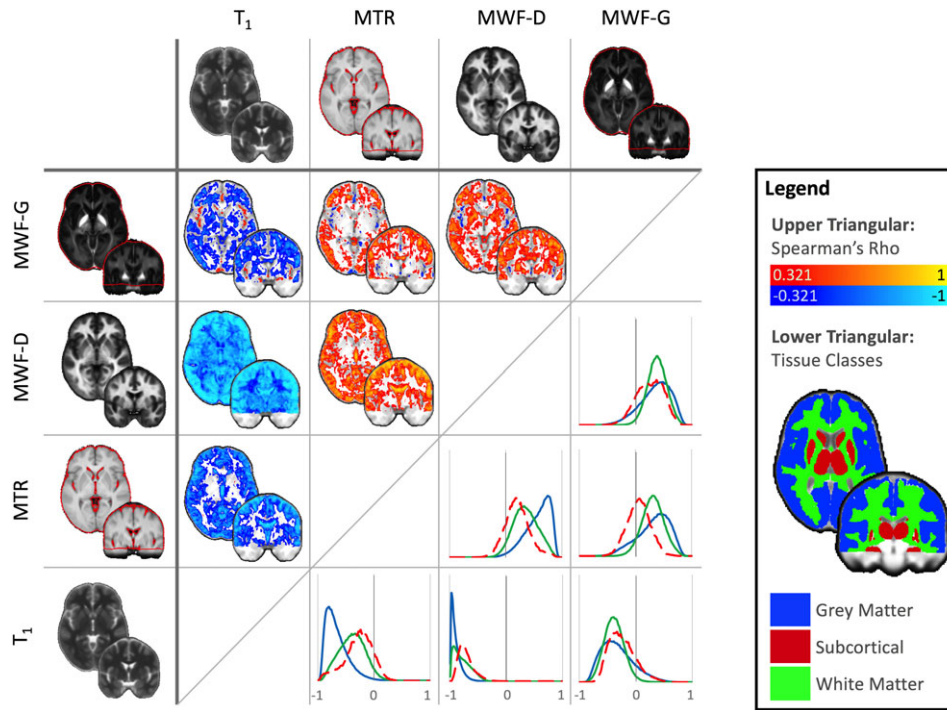 T1
MTR
MWF-D
MWF-G
MWF-G
MWF-D
MTR
T1
-1
0
1
-1
0
1
-1
0
1
Legend
Upper Triangular:
Spearman's Rho
0.321
1
-0.321
-1
Lower Triangular:
Tissue Classes
Grey Matter
Subcortical
White Matter